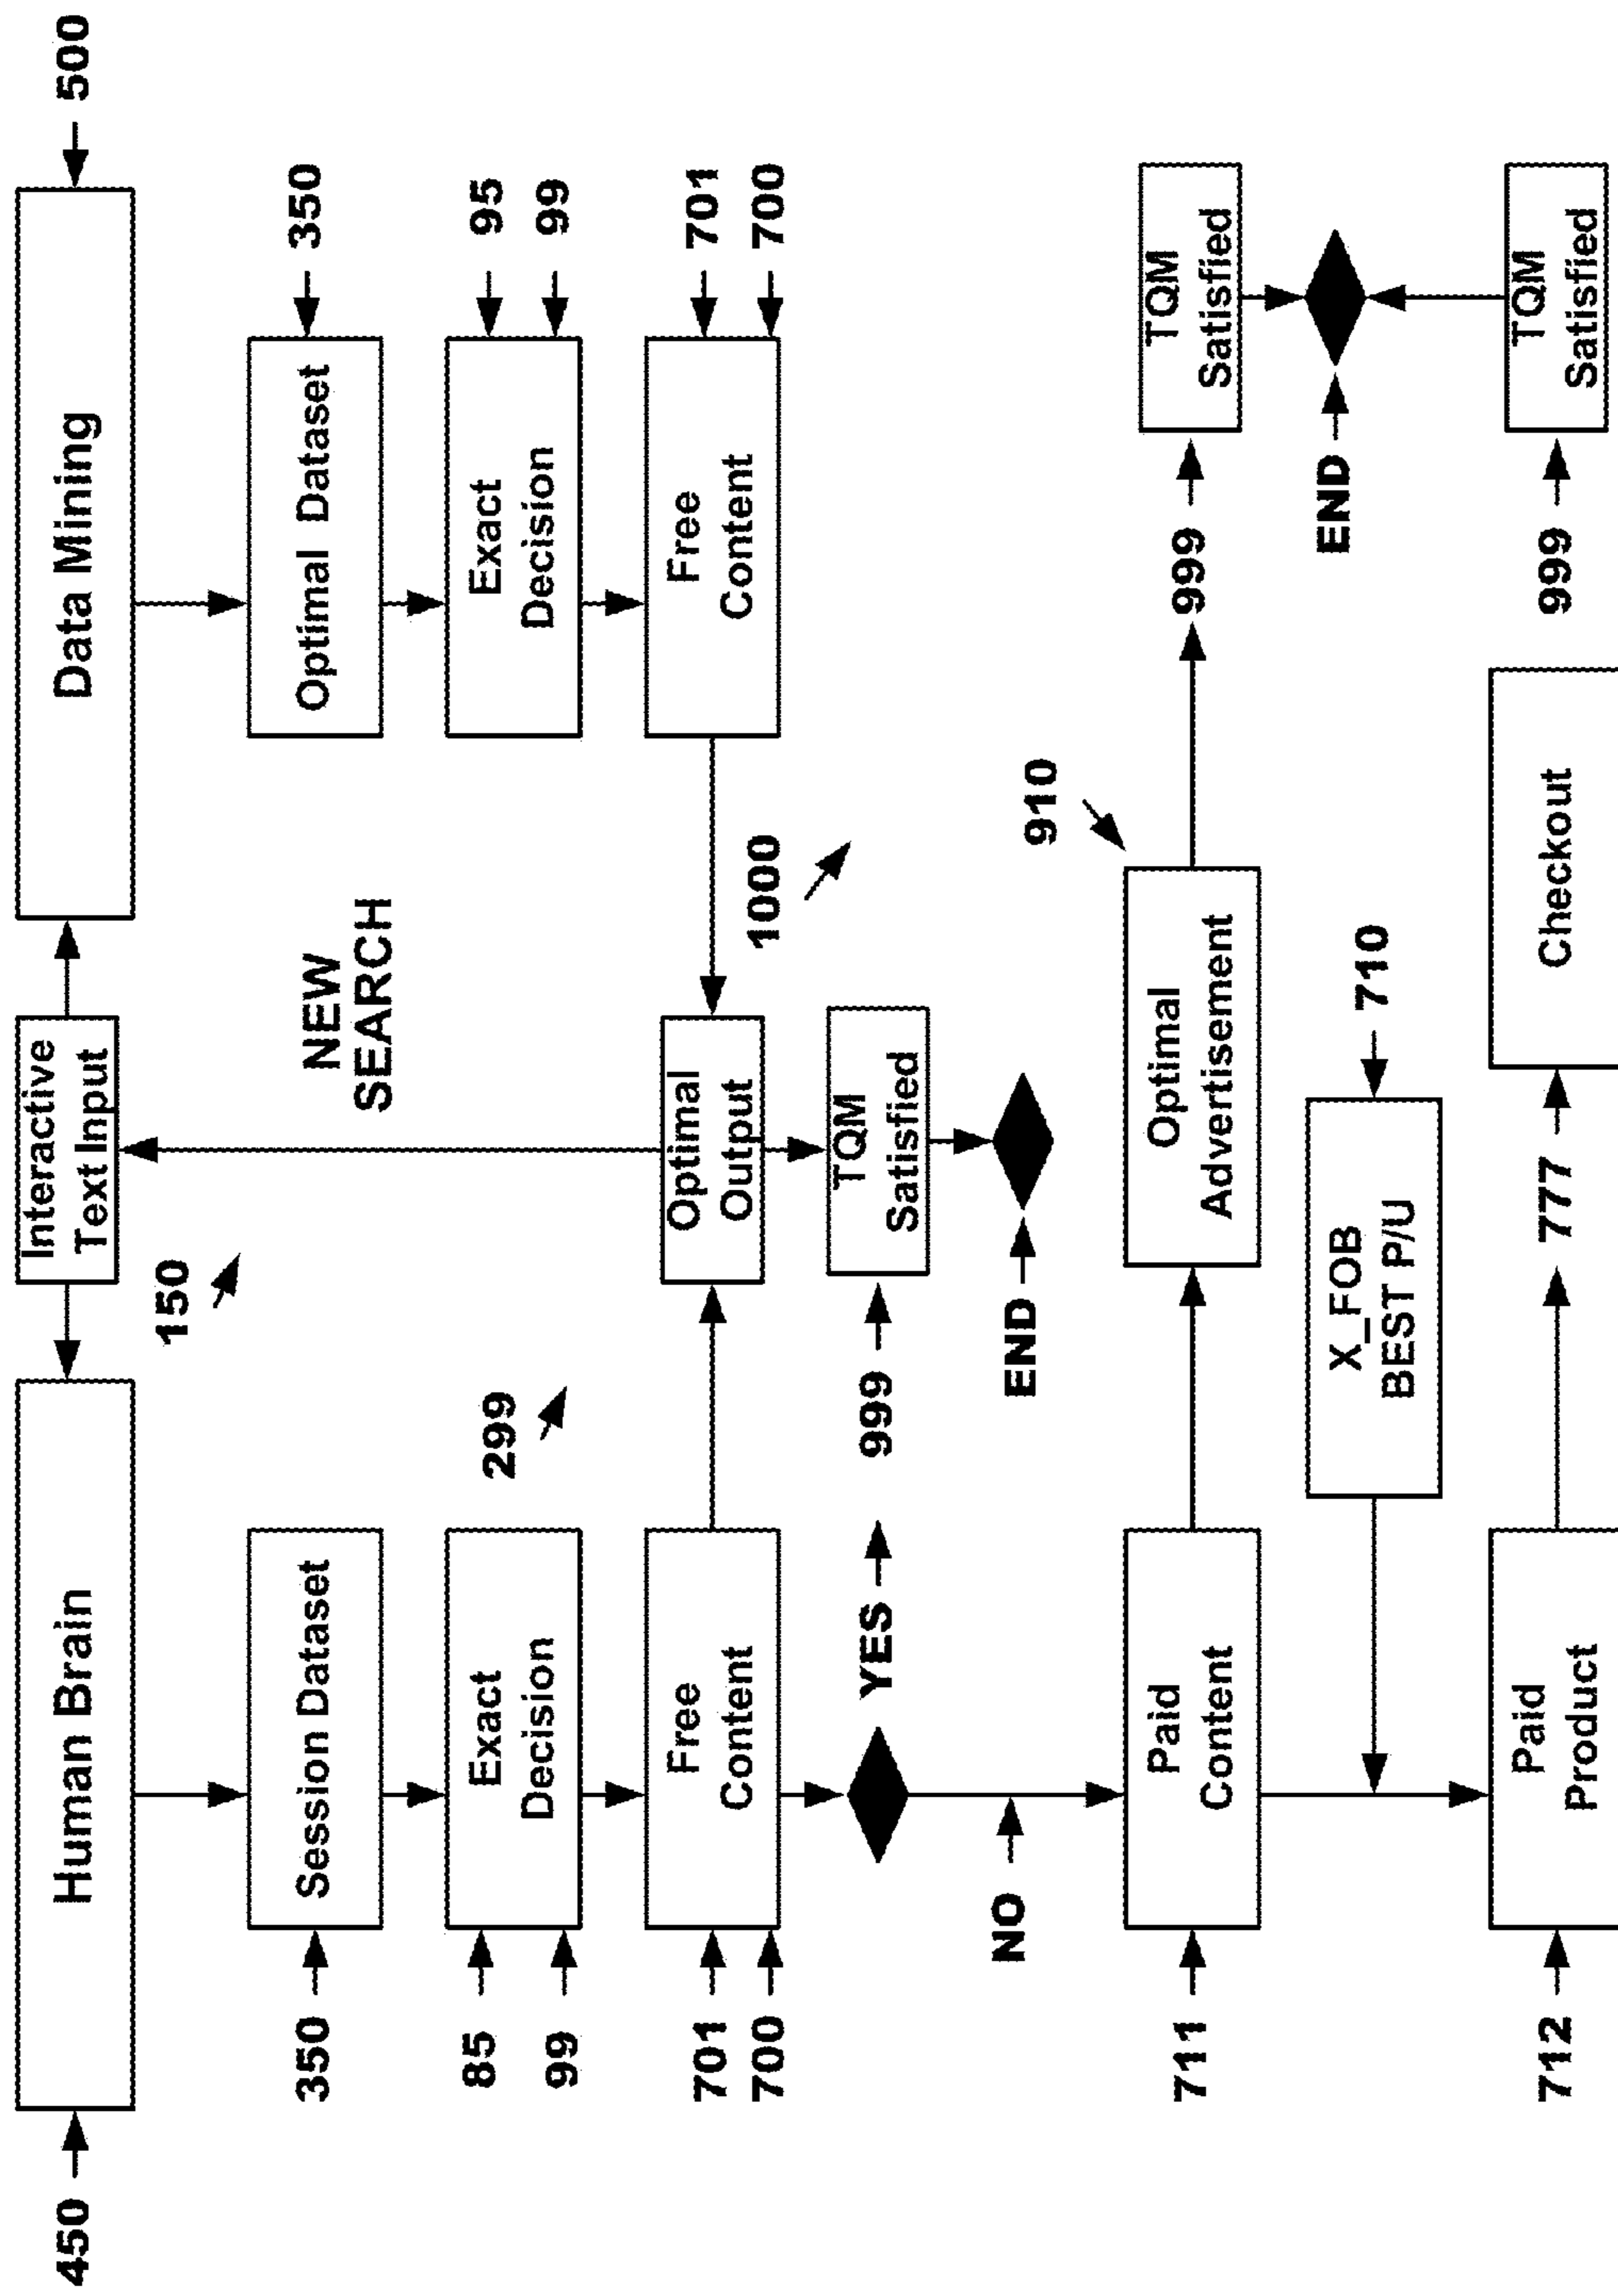 450
Human Brain
Interactive
Text Input
Data Mining
500
150
NEW
SEARCH
350
Session Dataset
Optimal Dataset
350
299
85
99
Exact
Decision
Exact
Decision
95
99
701
700
Free
Content
Optimal
Output
Free
Content
701
700
1000
YES
999
TQM
Satisfied
NO
END
910
711
Paid
Content
Optimal
Advertisement
999
TQM
Satisfied
X_FOB
BEST P/U
710
END
712
Paid
Product
777
Checkout
999
TQM
Satisfied